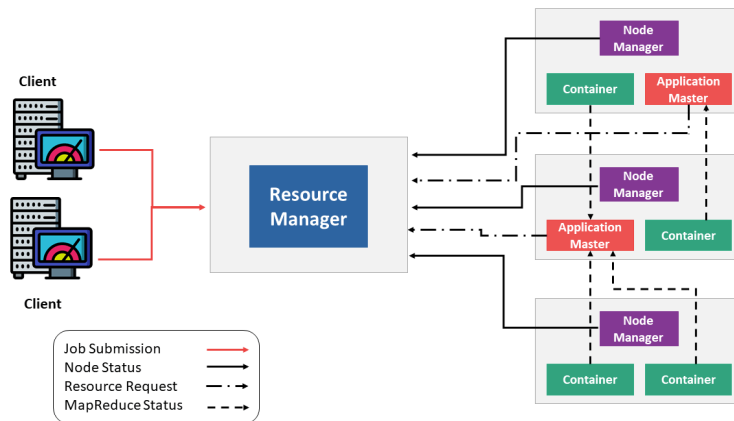 Client
Client
Resource
Manager
Node
Manager
Container
Application
Master
Node
Manager
Application
Master
Container
Node
Manager
Container
Container
Job Submission
Node Status
Resource Request
MapReduce Status